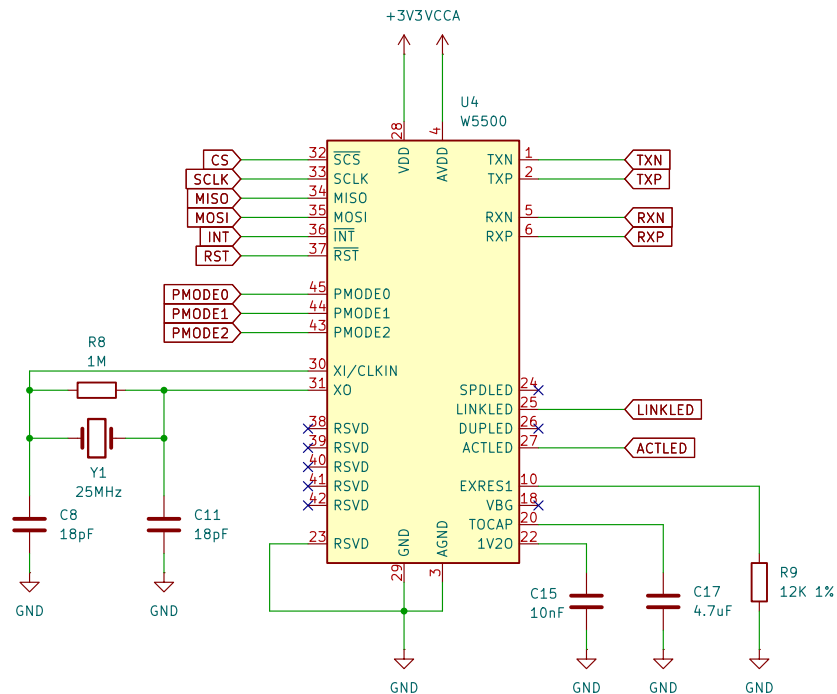 +3V3VCCA
U4
W5500
28
4
VDD
AVDD
CS
32
SCS
TXN
1
TXN
SCLK
33
SCLK
TXP
2
TXP
MISO
34
MISO
MOSI
35
MOSI
RXN
5
RXN
INT
36
INT
RXP
6
RXP
RST
37
RST
PMODE0
45
PMODE0
PMODE1
44
PMODE1
PMODE2
43
PMODE2
R8
1M
30
XI/CLKIN
31
XO
SPDLED
24
LINKLED
25
LINKLED
38
RSVD
DUPLED
26
39
RSVD
ACTLED
27
ACTLED
40
RSVD
Y1
25MHz
41
RSVD
EXRES1
10
42
RSVD
VBG
18
C8
18pF
C11
18pF
TOCAP
20
23
RSVD
1V2O
22
GND
AGND
29
3
R9
12K 1%
C15
10nF
C17
4.7uF
GND
GND
GND
GND
GND
GND